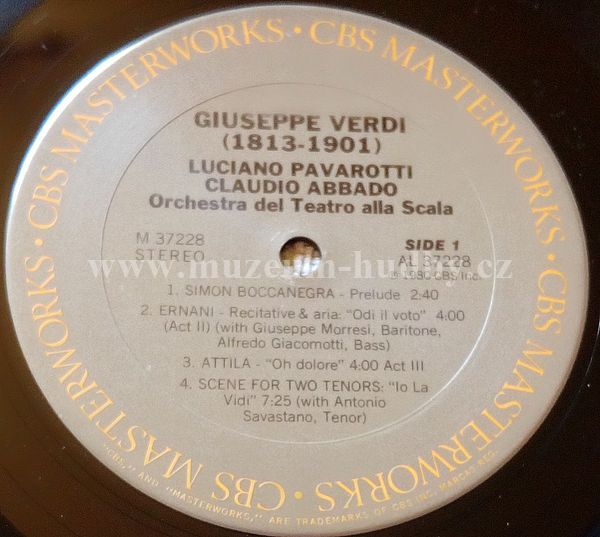 CBS MASTERWORKS · CBS MASTERWORKS · CBS MASTERWORKS · CBS MASTERWORKS ·
GIUSEPPE VERDI
(1813-1901)
LUCIANO PAVAROTTI
CLAUDIO ABBADO
Orchestra del Teatro alla Scala
M 37228
STEREO
SIDE 1
AL 37228
℗ 1980 CBS Inc.
www.muzeum-hudby.cz
1. SIMON BOCCANEGRA - Prelude 2:40
2. ERNANI - Recitative & aria: "Odi il voto" 4:00
(Act II) (with Giuseppe Morresi, Baritone,
Alfredo Giacomotti, Bass)
3. ATTILA - "Oh dolore" 4:00 Act III
4. SCENE FOR TWO TENORS: "Io La
Vidi" 7:25 (with Antonio
Savastano, Tenor)
"CBS," AND "MASTERWORKS," ARE TRADEMARKS OF CBS INC. MARCAS REG.